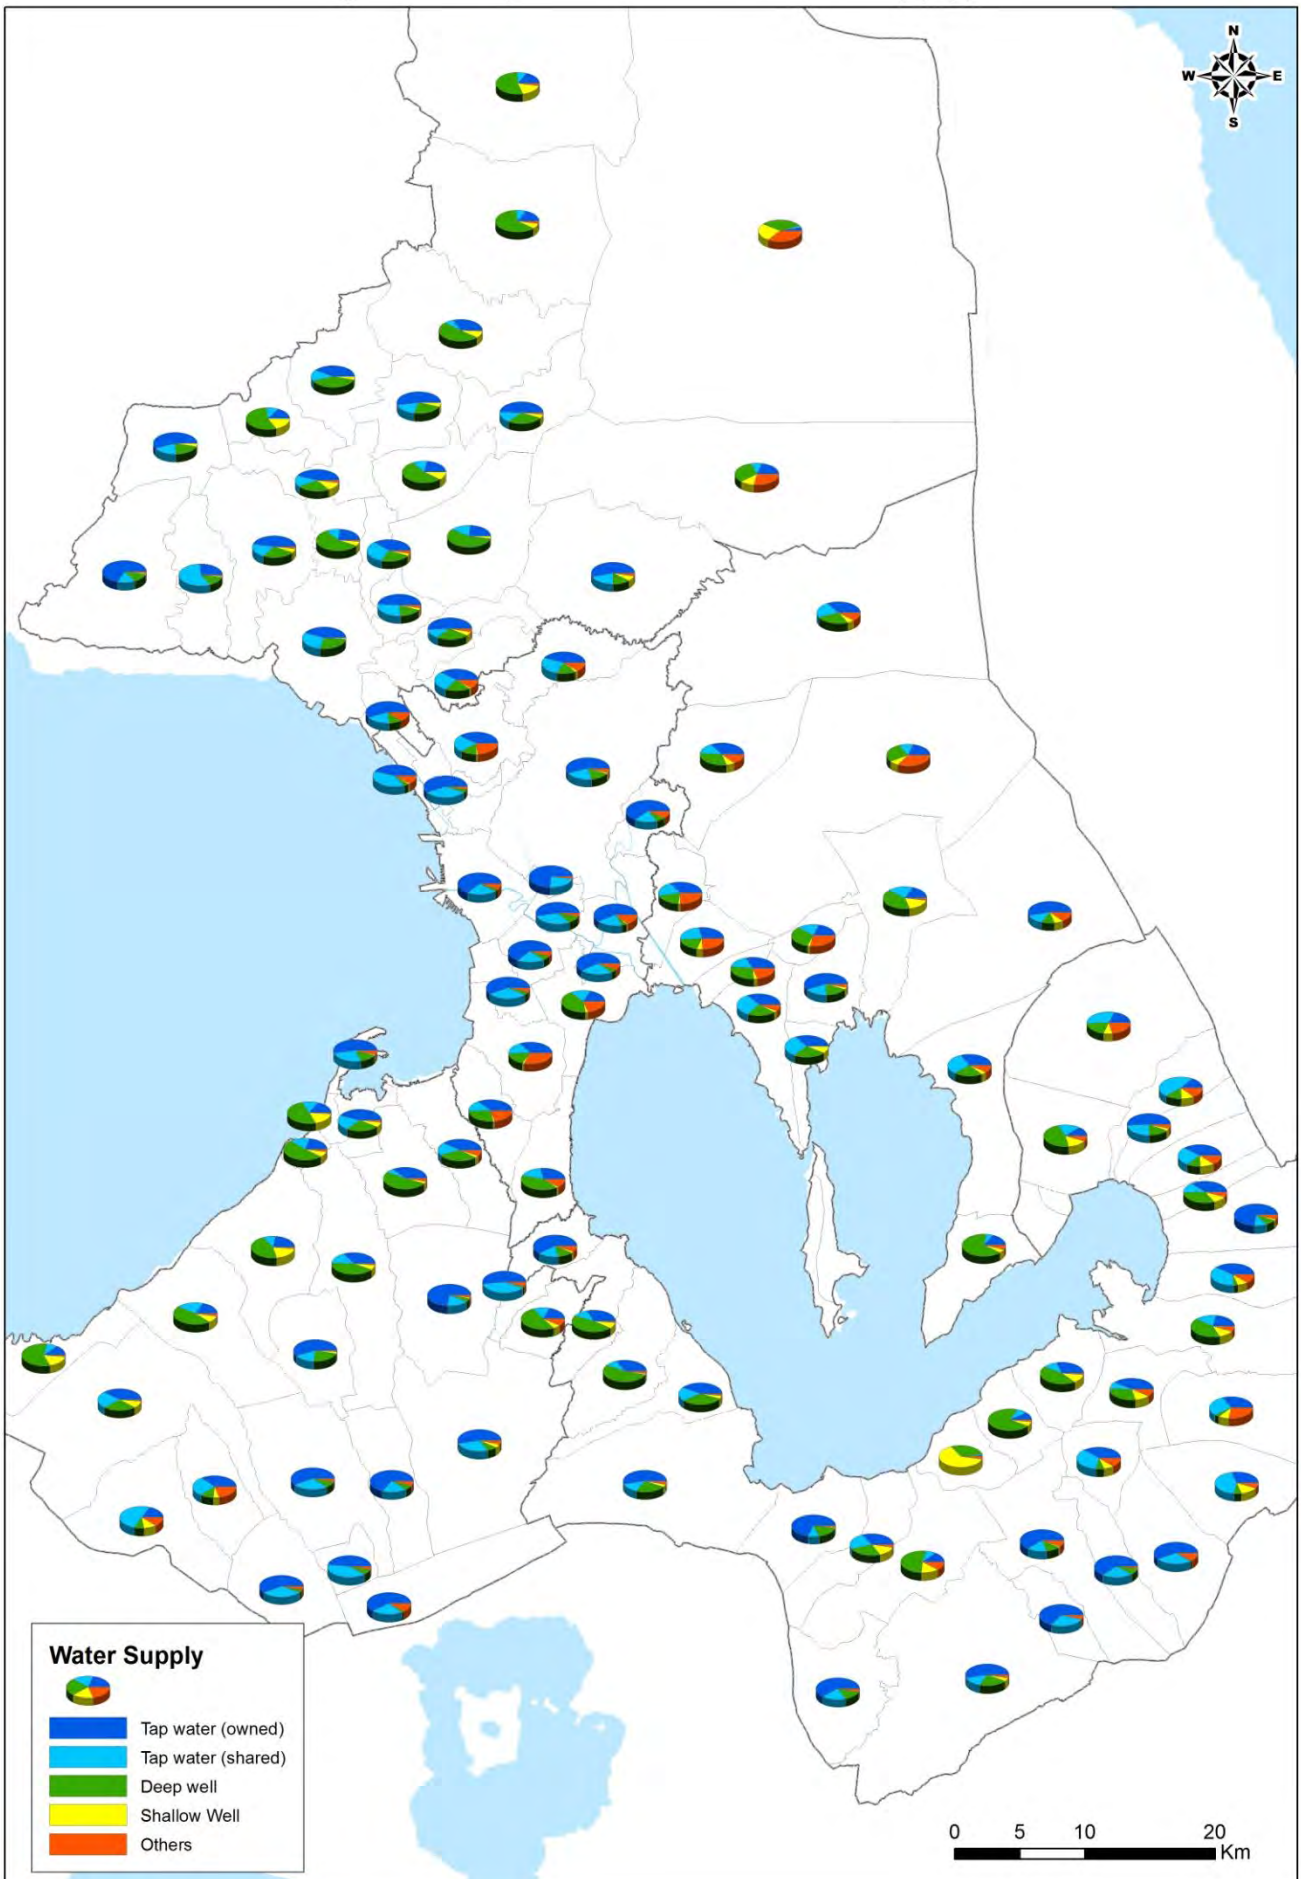 N
W E
S
Water Supply
Tap water (owned)
Tap water (shared)
Deep well
Shallow Well
Others
0 5 10 20
Km